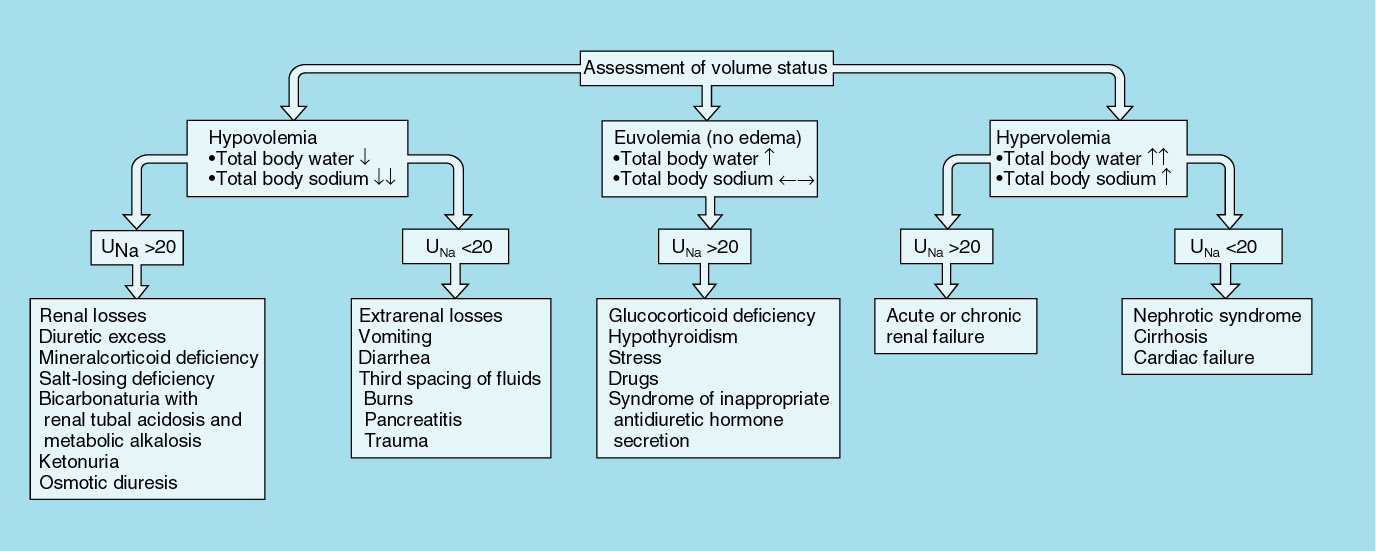 Assessment of volume status
Hypovolemia
•Total body water ↓
•Total body sodium ↓↓
Euvolemia (no edema)
•Total body water ↑
•Total body sodium ←→
Hypervolemia
•Total body water ↑↑
•Total body sodium ↑
UNa >20
UNa <20
UNa >20
UNa >20
UNa <20
Renal losses
Diuretic excess
Mineralcorticoid deficiency
Salt-losing deficiency
Bicarbonaturia with
renal tubal acidosis and
metabolic alkalosis
Ketonuria
Osmotic diuresis
Extrarenal losses
Vomiting
Diarrhea
Third spacing of fluids
Burns
Pancreatitis
Trauma
Glucocorticoid deficiency
Hypothyroidism
Stress
Drugs
Syndrome of inappropriate
antidiuretic hormone
secretion
Acute or chronic
renal failure
Nephrotic syndrome
Cirrhosis
Cardiac failure